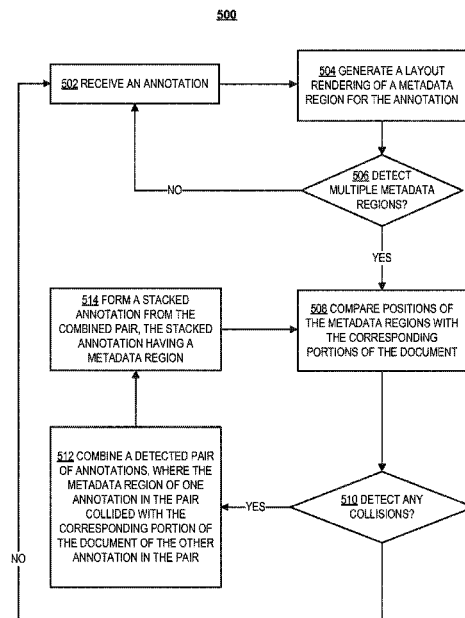 500
502 RECEIVE AN ANNOTATION
504 GENERATE A LAYOUT
RENDERING OF A METADATA
REGION FOR THE ANNOTATION
506 DETECT
MULTIPLE METADATA
REGIONS?
NO
YES
514 FORM A STACKED
ANNOTATION FROM THE
COMBINED PAIR, THE STACKED
ANNOTATION HAVING A
METADATA REGION
508 COMPARE POSITIONS OF
THE METADATA REGIONS WITH
THE CORRESPONDING
PORTIONS OF THE DOCUMENT
512 COMBINE A DETECTED PAIR
OF ANNOTATIONS, WHERE THE
METADATA REGION OF ONE
ANNOTATION IN THE PAIR
COLLIDED WITH THE
CORRESPONDING PORTION OF
THE DOCUMENT OF THE OTHER
ANNOTATION IN THE PAIR
YES
510 DETECT ANY
COLLISIONS?
NO